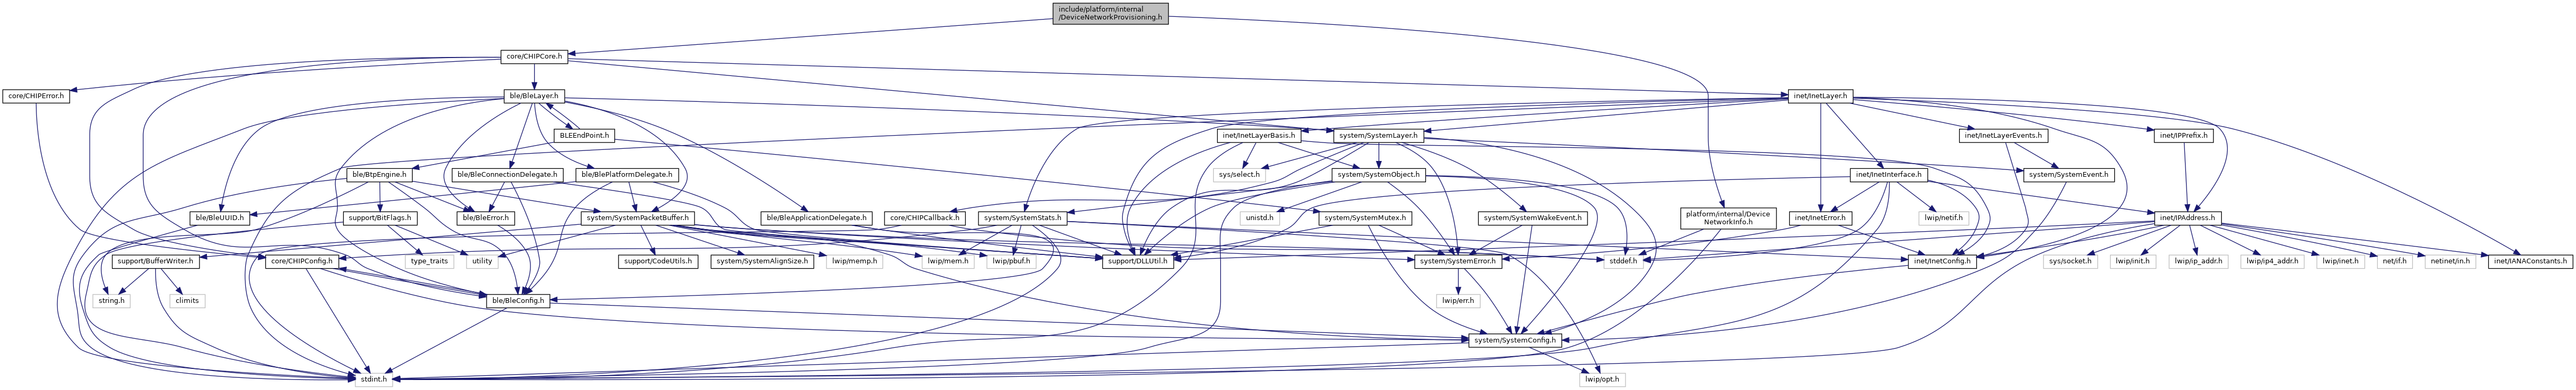 include/platform/internal
/DeviceNetworkProvisioning.h
core/CHIPCore.h
core/CHIPError.h
ble/BleLayer.h
inet/InetLayer.h
BLEEndPoint.h
inet/InetLayerBasis.h
system/SystemLayer.h
inet/InetLayerEvents.h
inet/IPPrefix.h
ble/BtpEngine.h
ble/BleConnectionDelegate.h
ble/BlePlatformDelegate.h
sys/select.h
system/SystemObject.h
inet/InetInterface.h
system/SystemEvent.h
ble/BleUUID.h
support/BitFlags.h
ble/BleError.h
system/SystemPacketBuffer.h
ble/BleApplicationDelegate.h
core/CHIPCallback.h
system/SystemStats.h
unistd.h
system/SystemMutex.h
system/SystemWakeEvent.h
platform/internal/Device
NetworkInfo.h
inet/InetError.h
lwip/netif.h
inet/IPAddress.h
support/BufferWriter.h
core/CHIPConfig.h
type_traits
utility
support/CodeUtils.h
system/SystemAlignSize.h
lwip/memp.h
lwip/mem.h
lwip/pbuf.h
support/DLLUtil.h
system/SystemError.h
stddef.h
inet/InetConfig.h
sys/socket.h
lwip/init.h
lwip/ip_addr.h
lwip/ip4_addr.h
lwip/inet.h
net/if.h
netinet/in.h
inet/IANAConstants.h
string.h
climits
ble/BleConfig.h
lwip/err.h
system/SystemConfig.h
stdint.h
lwip/opt.h